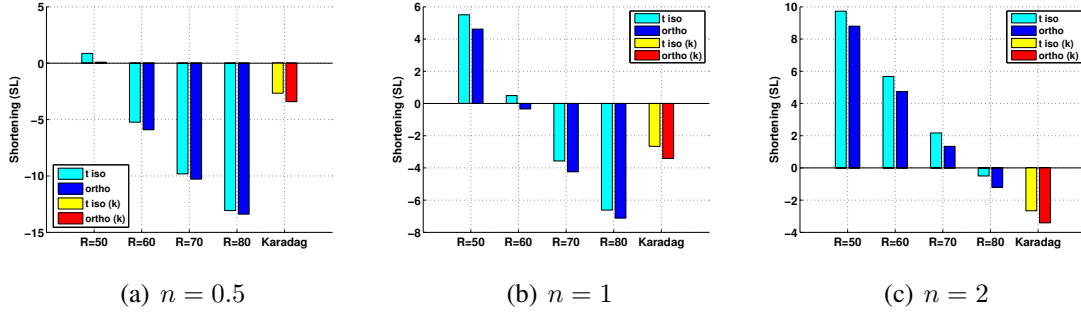 5
0
−5
−10
−15
Shortening (SL)
t iso
ortho
t iso (k)
ortho (k)
R=50 R=60 R=70 R=80 Karadag
(a) n = 0.5
6
4
2
0
−2
−4
−6
−8
Shortening (SL)
t iso
ortho
t iso (k)
ortho (k)
R=50 R=60 R=70 R=80 Karadag
(b) n = 1
10
8
6
4
2
0
−2
−4
Shortening (SL)
t iso
ortho
t iso (k)
ortho (k)
R=50 R=60 R=70 R=80 Karadag
(c) n = 2